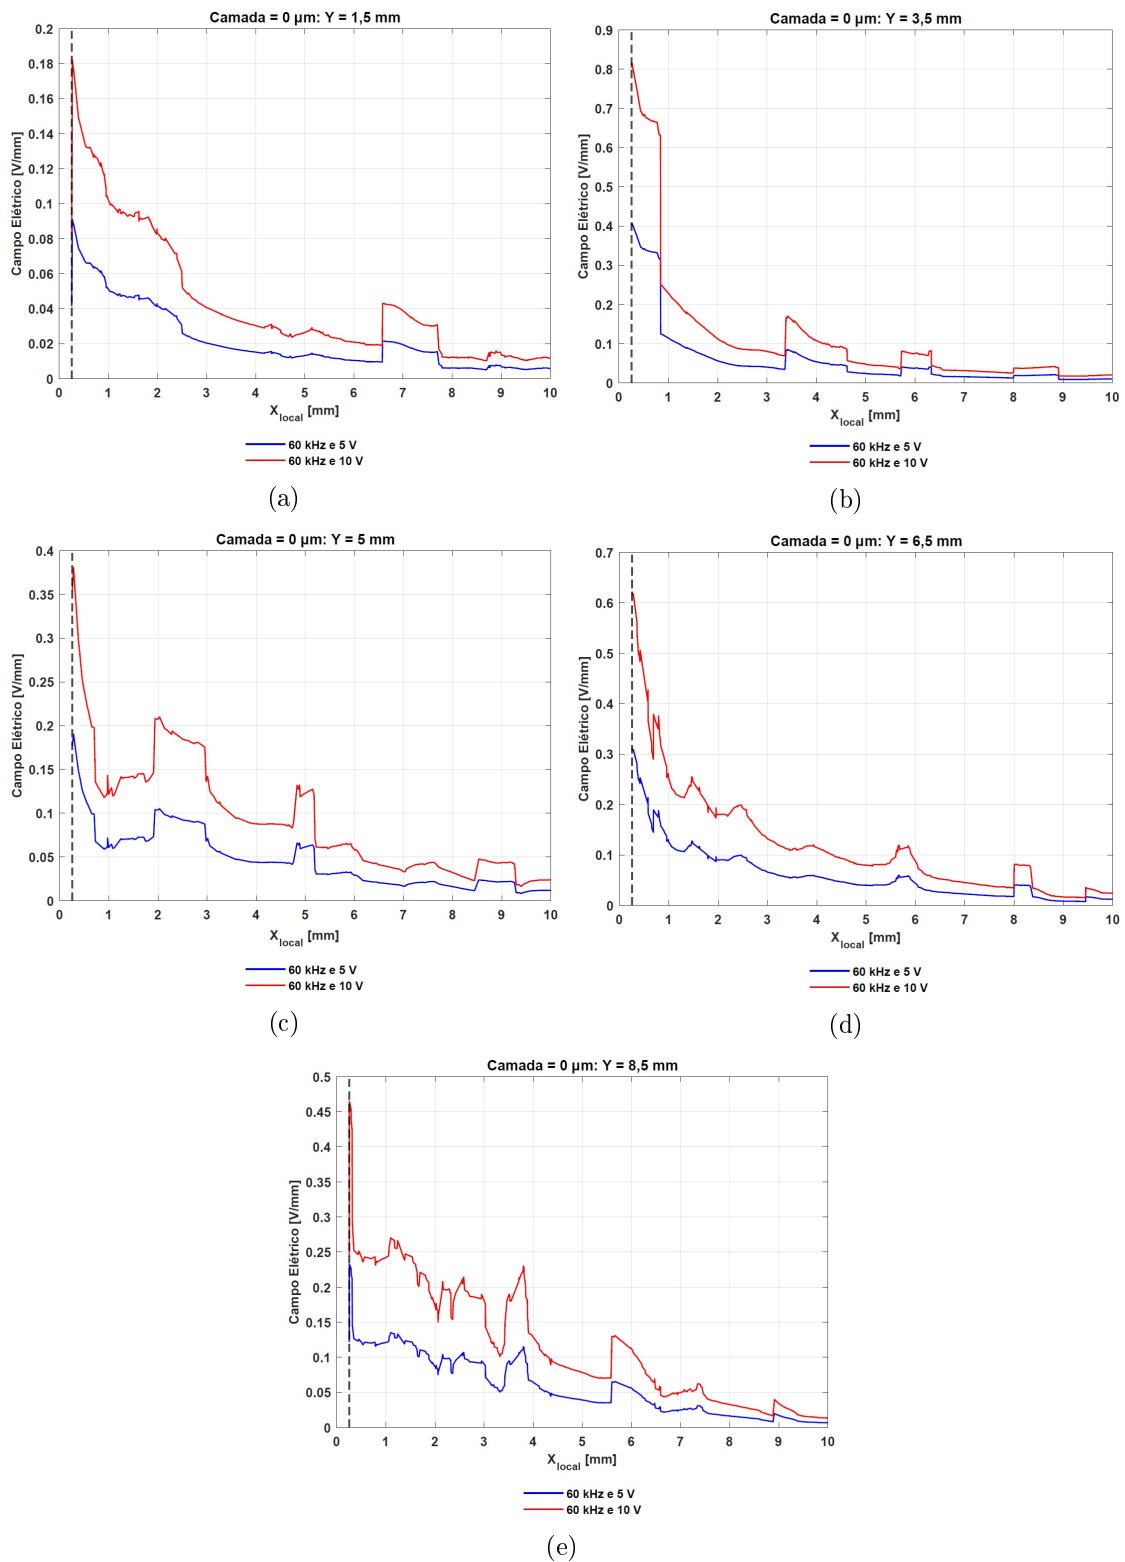 Camada = 0 µm: Y = 1,5 mm
Campo Elétrico [V/mm]
0.2
0.18
0.16
0.14
0.12
0.1
0.08
0.06
0.04
0.02
0
0 1 2 3 4 5 6 7 8 9 10
X_local [mm]
60 kHz e 5 V
60 kHz e 10 V
(a)
Camada = 0 µm: Y = 3,5 mm
Campo Elétrico [V/mm]
0.9
0.8
0.7
0.6
0.5
0.4
0.3
0.2
0.1
0
0 1 2 3 4 5 6 7 8 9 10
X_local [mm]
60 kHz e 5 V
60 kHz e 10 V
(b)
Camada = 0 µm: Y = 5 mm
Campo Elétrico [V/mm]
0.4
0.35
0.3
0.25
0.2
0.15
0.1
0.05
0
0 1 2 3 4 5 6 7 8 9 10
X_local [mm]
60 kHz e 5 V
60 kHz e 10 V
(c)
Camada = 0 µm: Y = 6,5 mm
Campo Elétrico [V/mm]
0.7
0.6
0.5
0.4
0.3
0.2
0.1
0
0 1 2 3 4 5 6 7 8 9 10
X_local [mm]
60 kHz e 5 V
60 kHz e 10 V
(d)
Camada = 0 µm: Y = 8,5 mm
Campo Elétrico [V/mm]
0.5
0.45
0.4
0.35
0.3
0.25
0.2
0.15
0.1
0.05
0
0 1 2 3 4 5 6 7 8 9 10
X_local [mm]
60 kHz e 5 V
60 kHz e 10 V
(e)